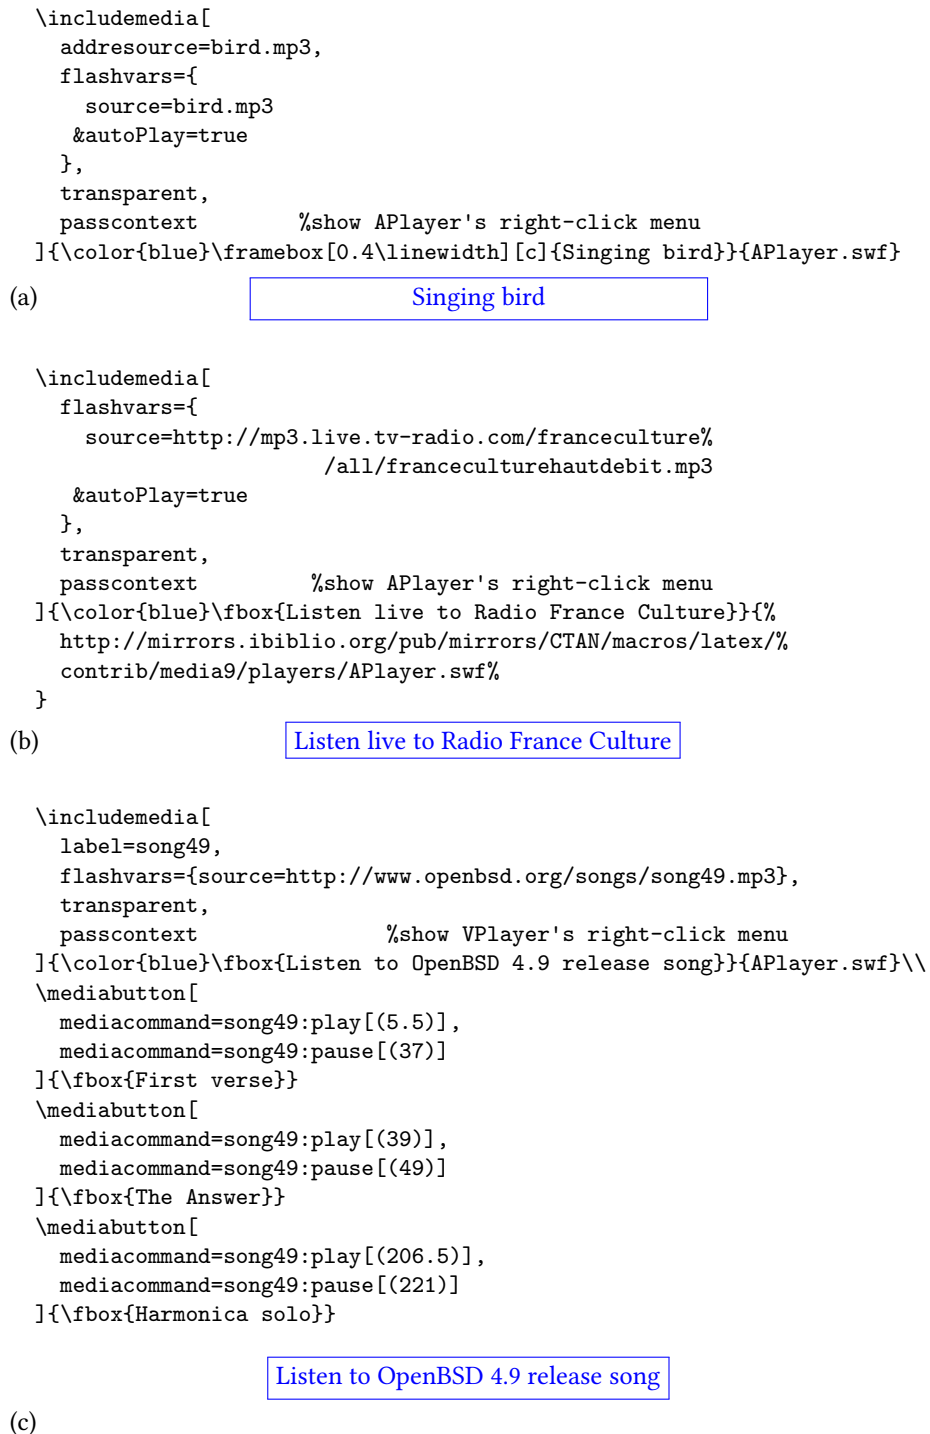 \includemedia[
  addresource=bird.mp3,
  flashvars={
    source=bird.mp3
   &autoPlay=true
  },
  transparent,
  passcontext        %show APlayer's right-click menu
]{\color{blue}\framebox[0.4\linewidth][c]{Singing bird}}{APlayer.swf}
(a) Singing bird
\includemedia[
  flashvars={
    source=http://mp3.live.tv-radio.com/franceculture%
                       /all/franceculturehautdebit.mp3
   &autoPlay=true
  },
  transparent,
  passcontext         %show APlayer's right-click menu
]{\color{blue}\fbox{Listen live to Radio France Culture}}{%
  http://mirrors.ibiblio.org/pub/mirrors/CTAN/macros/latex/%
  contrib/media9/players/APlayer.swf%
}
(b) Listen live to Radio France Culture
\includemedia[
  label=song49,
  flashvars={source=http://www.openbsd.org/songs/song49.mp3},
  transparent,
  passcontext               %show VPlayer's right-click menu
]{\color{blue}\fbox{Listen to OpenBSD 4.9 release song}}{APlayer.swf}\\
\mediabutton[
  mediacommand=song49:play[(5.5)],
  mediacommand=song49:pause[(37)]
]{\fbox{First verse}}
\mediabutton[
  mediacommand=song49:play[(39)],
  mediacommand=song49:pause[(49)]
]{\fbox{The Answer}}
\mediabutton[
  mediacommand=song49:play[(206.5)],
  mediacommand=song49:pause[(221)]
]{\fbox{Harmonica solo}}
Listen to OpenBSD 4.9 release song
(c)